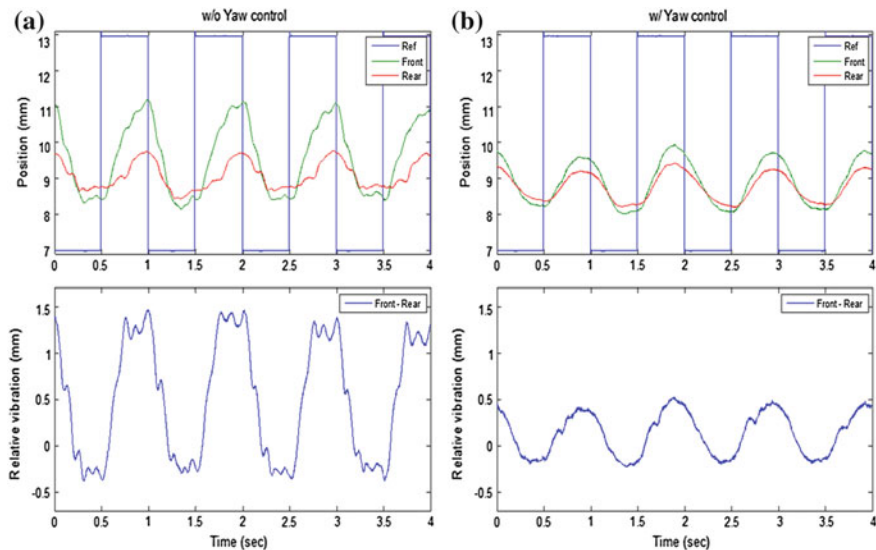 (a)
w/o Yaw control
13
12
11
10
9
8
7
Position (mm)
Ref
Front
Rear
0 0.5 1 1.5 2 2.5 3 3.5 4
1.5
1
0.5
0
-0.5
Relative vibration (mm)
Front - Rear
0 0.5 1 1.5 2 2.5 3 3.5 4
Time (sec)
(b)
w/ Yaw control
13
12
11
10
9
8
7
Position (mm)
Ref
Front
Rear
0 0.5 1 1.5 2 2.5 3 3.5 4
1.5
1
0.5
0
-0.5
Relative vibration (mm)
Front - Rear
0 0.5 1 1.5 2 2.5 3 3.5 4
Time (sec)